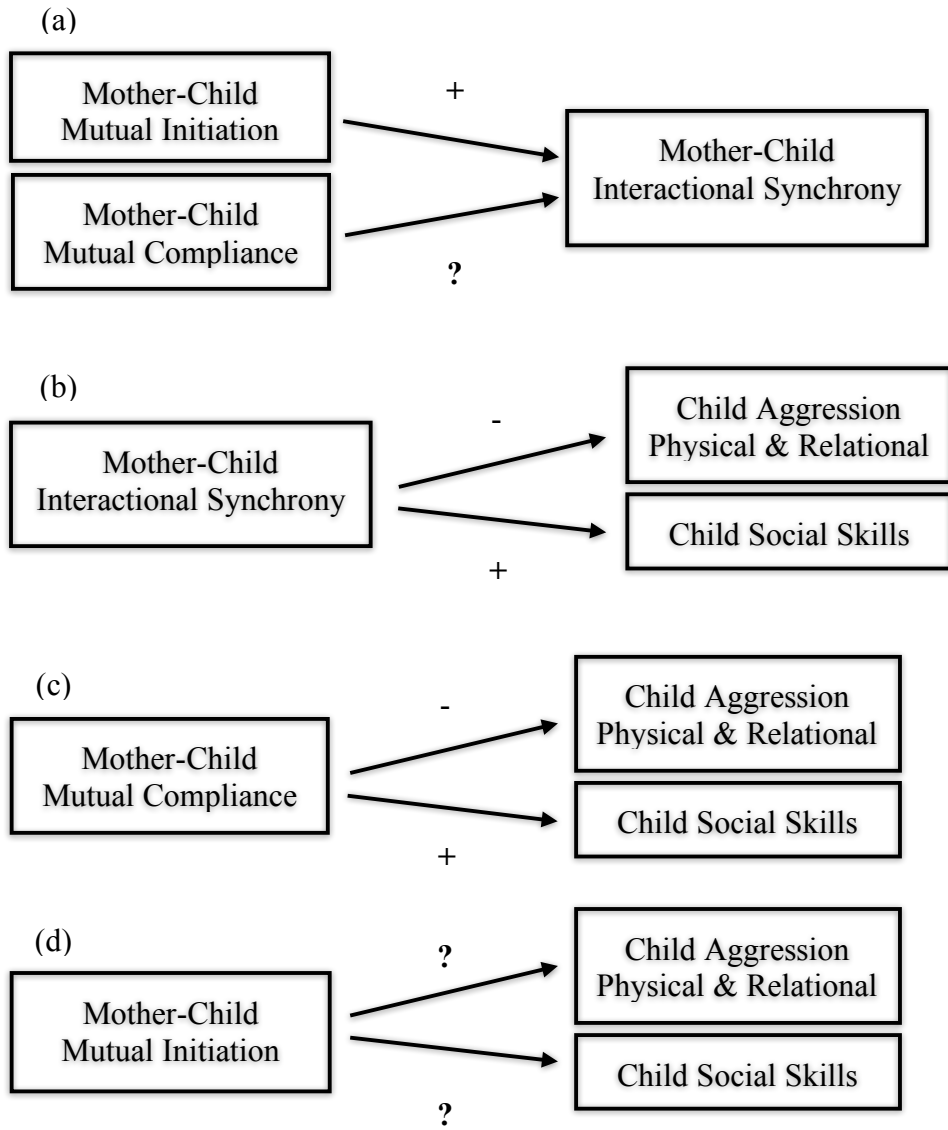 (a)
Mother-Child
Mutual Initiation
+
Mother-Child
Interactional Synchrony
Mother-Child
Mutual Compliance
?
(b)
Mother-Child
Interactional Synchrony
-
Child Aggression
Physical & Relational
Child Social Skills
+
(c)
Mother-Child
Mutual Compliance
-
Child Aggression
Physical & Relational
Child Social Skills
+
(d)
Mother-Child
Mutual Initiation
?
Child Aggression
Physical & Relational
Child Social Skills
?